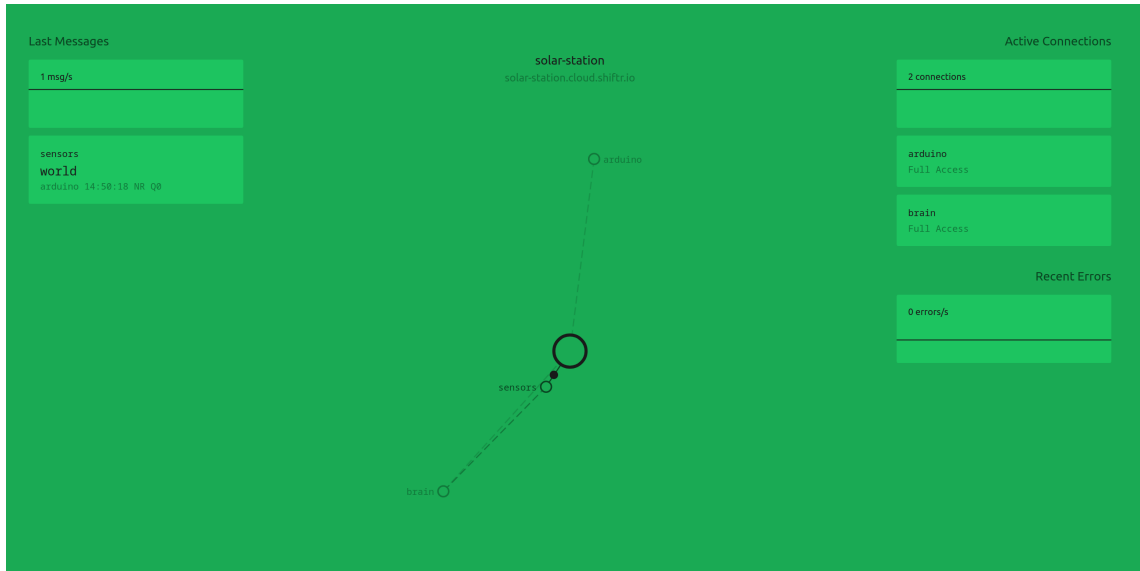 Last Messages
1 msg/s
sensors
world
arduino 14:50:18 NR Q0
solar-station
solar-station.cloud.shiftr.io
arduino
sensors
brain
Active Connections
2 connections
arduino
Full Access
brain
Full Access
Recent Errors
0 errors/s